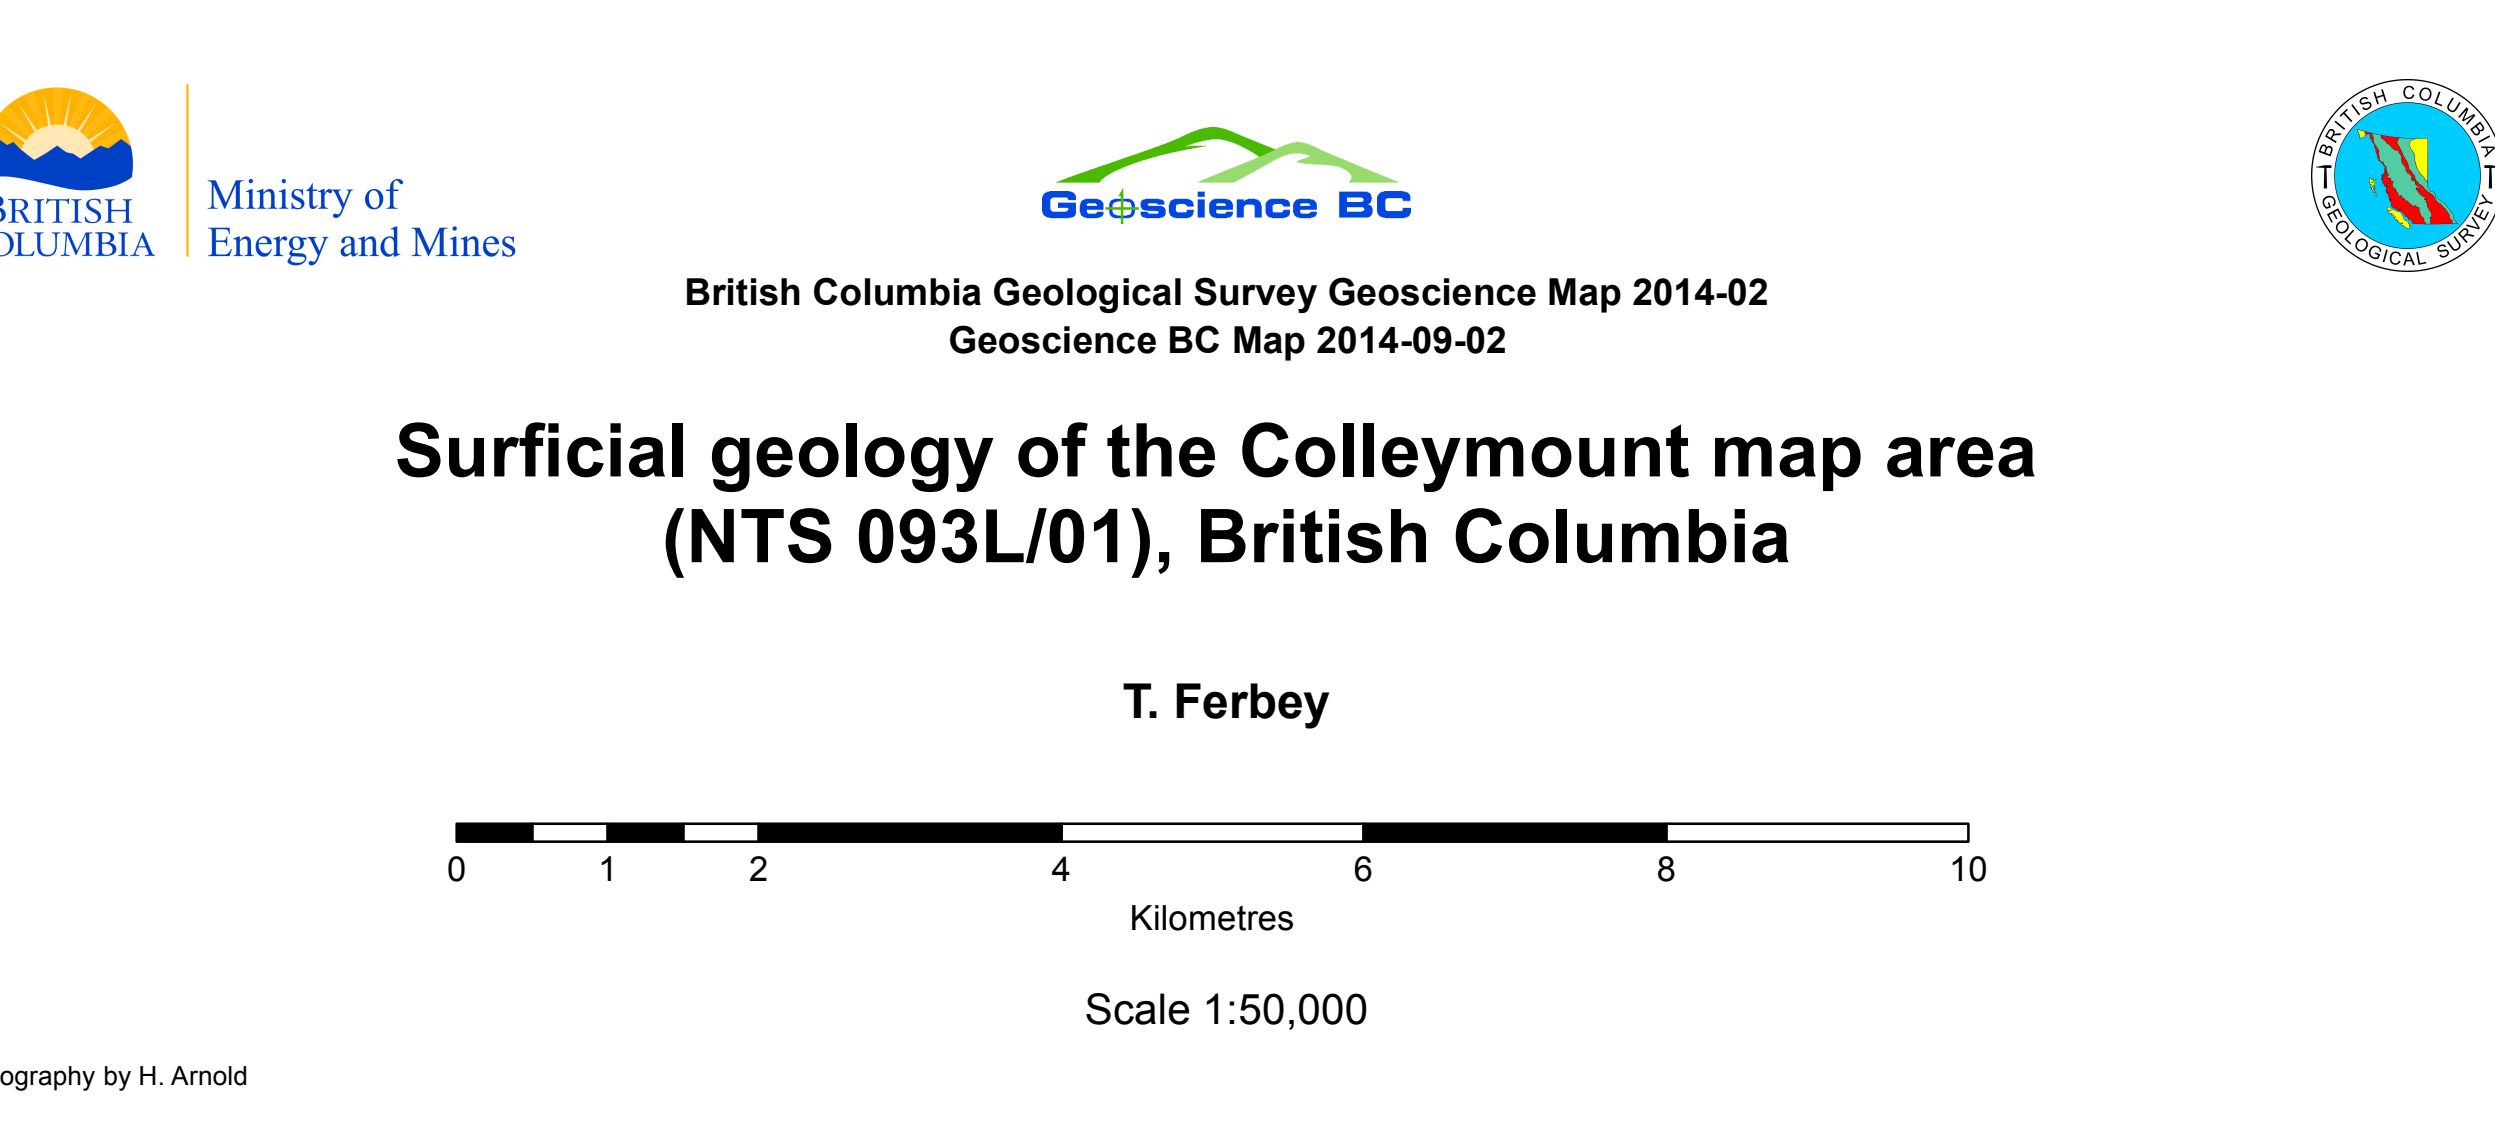 Ministry of
Energy and Mines
COLUMBIA
Geoscience BC
BRITISH COLUMBIA
GEOLOGICAL SURVEY
British Columbia Geological Survey Geoscience Map 2014-02
Geoscience BC Map 2014-09-02
Surficial geology of the Colleymount map area
(NTS 093L/01), British Columbia
T. Ferbey
0 1 2 4 6 8 10
Kilometres
Scale 1:50,000
ography by H. Arnold